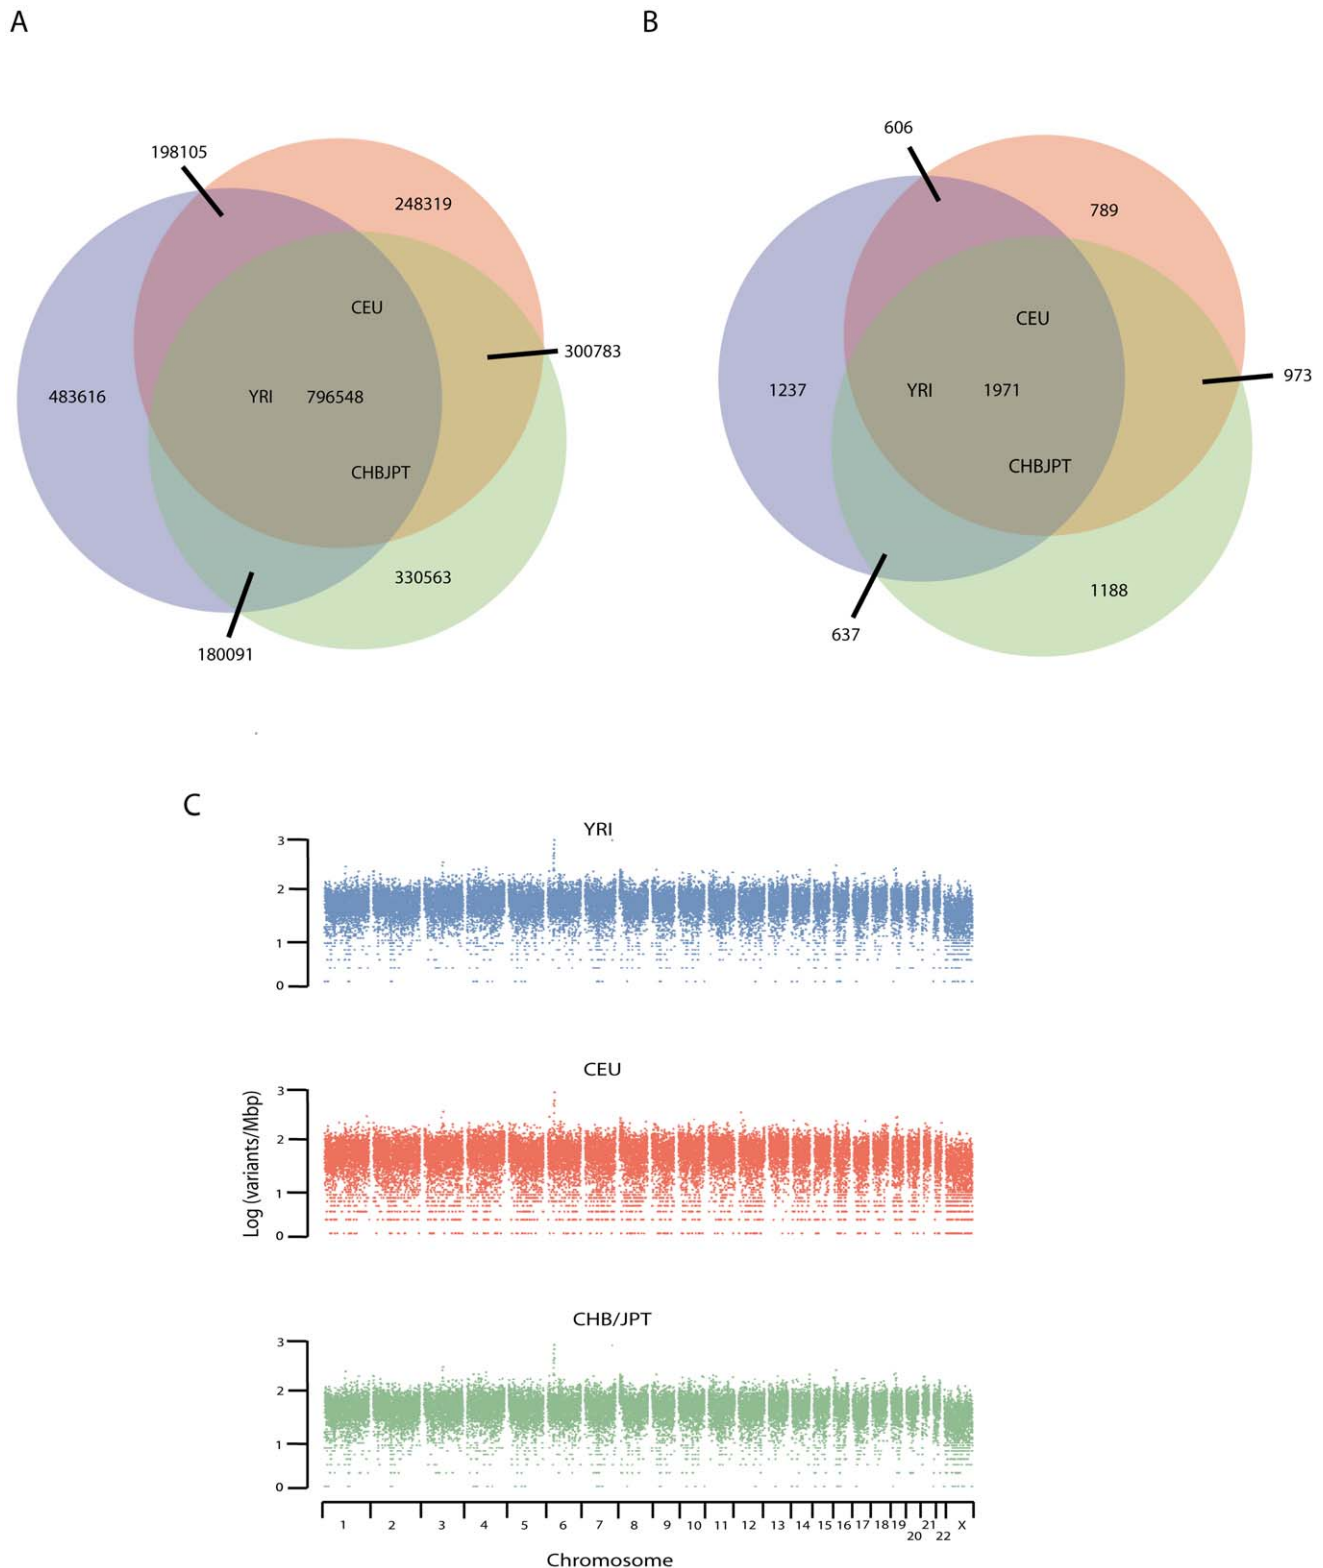 A
B
606
198105
248319
789
CEU
CEU
300783
973
483616
YRI 796548
1237
YRI 1971
CHBJPT
CHBJPT
330563
1188
637
180091
C
YRI
3
2
1
0
CEU
Log (variants/Mbp)
3
2
1
0
CHB/JPT
3
2
1
0
1 2 3 4 5 6 7 8 9 10 11 12 13 14 15 16 17 18 19 20 21 22 X
Chromosome